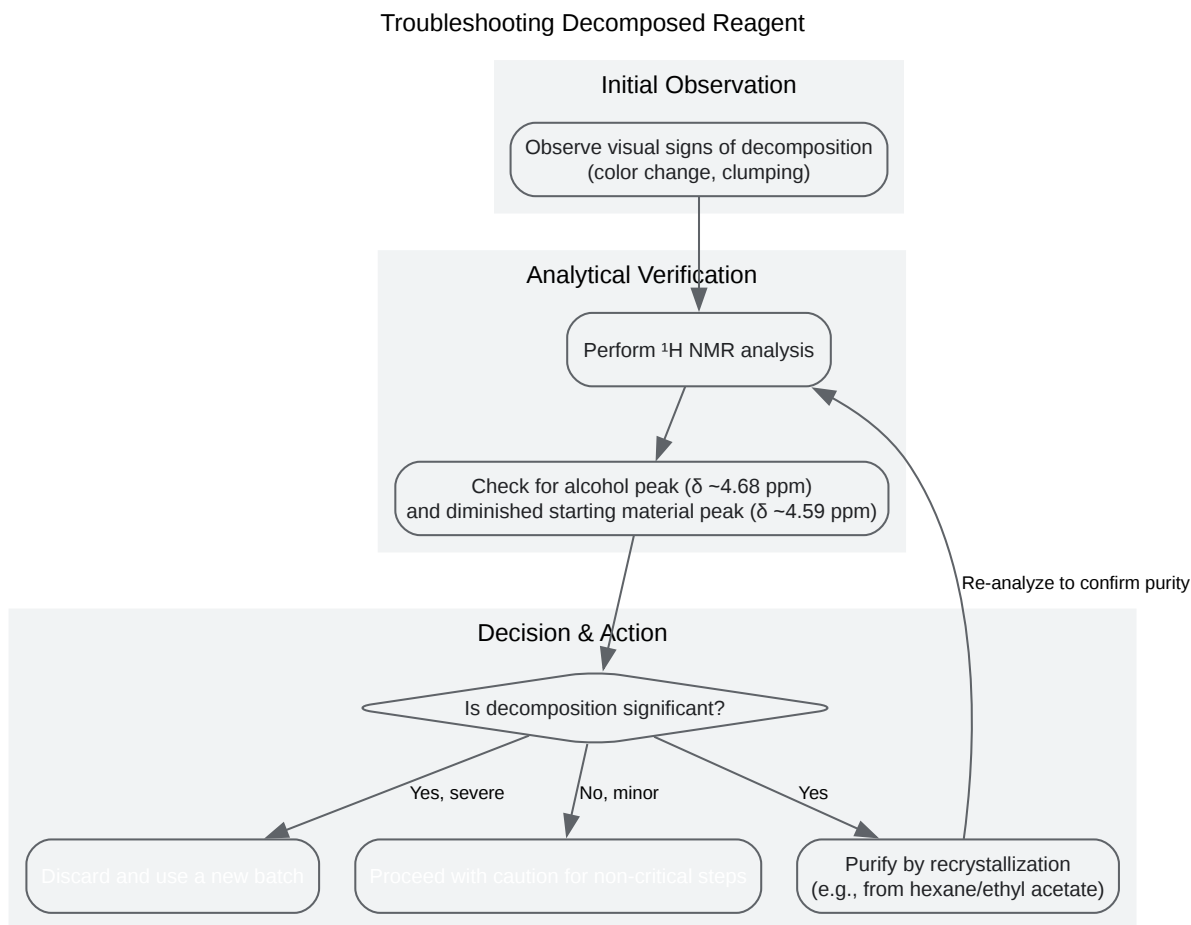 Troubleshooting Decomposed Reagent
Initial Observation
Observe visual signs of decomposition
(color change, clumping)
Analytical Verification
Perform ¹H NMR analysis
Check for alcohol peak (δ ~4.68 ppm)
and diminished starting material peak (δ ~4.59 ppm)
Re-analyze to confirm purity
Decision & Action
Is decomposition significant?
Yes, severe
No, minor
Yes
Discard and use a new batch
Proceed with caution for non-critical steps
Purify by recrystallization
(e.g., from hexane/ethyl acetate)